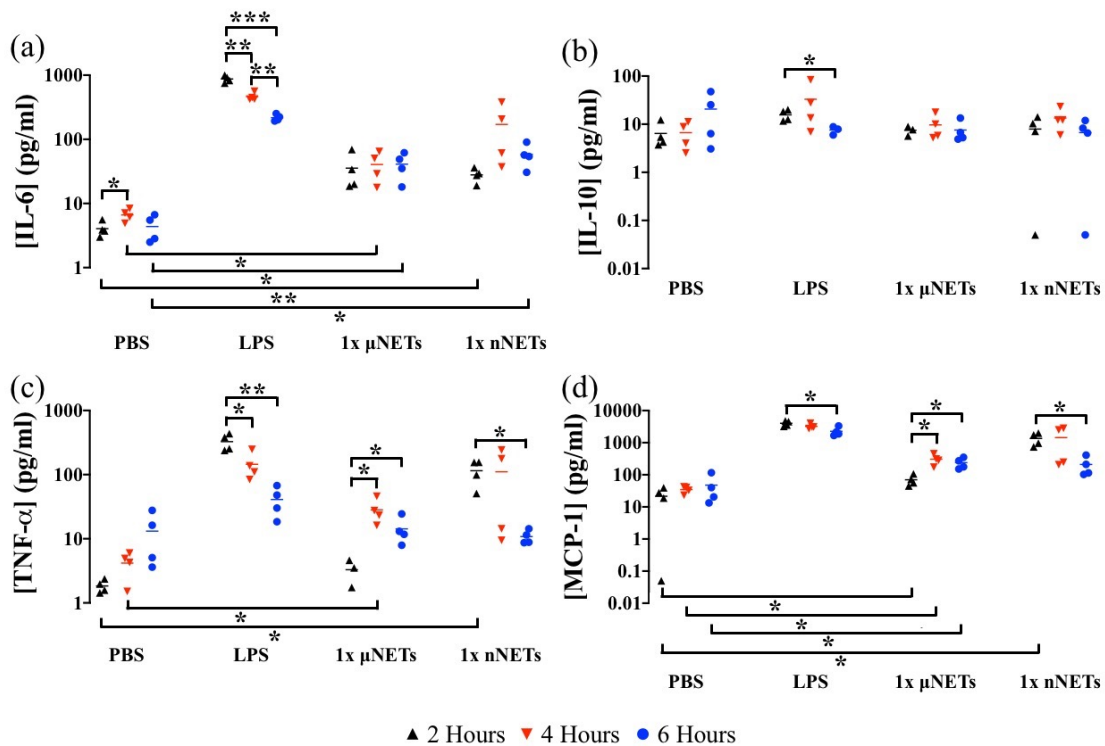 (a)
[IL-6] (pg/ml)
1000
100
10
1
***
**
**
*
*
*
**
*
PBS
LPS
1x μNETs
1x nNETs
(b)
[IL-10] (pg/ml)
100
10
1
0.1
0.01
*
PBS
LPS
1x μNETs
1x nNETs
(c)
[TNF-α] (pg/ml)
1000
100
10
1
**
*
*
*
*
*
*
PBS
LPS
1x μNETs
1x nNETs
(d)
[MCP-1] (pg/ml)
10000
1000
100
10
1
0.1
0.01
*
*
*
*
*
*
*
*
PBS
LPS
1x μNETs
1x nNETs
2 Hours
4 Hours
6 Hours